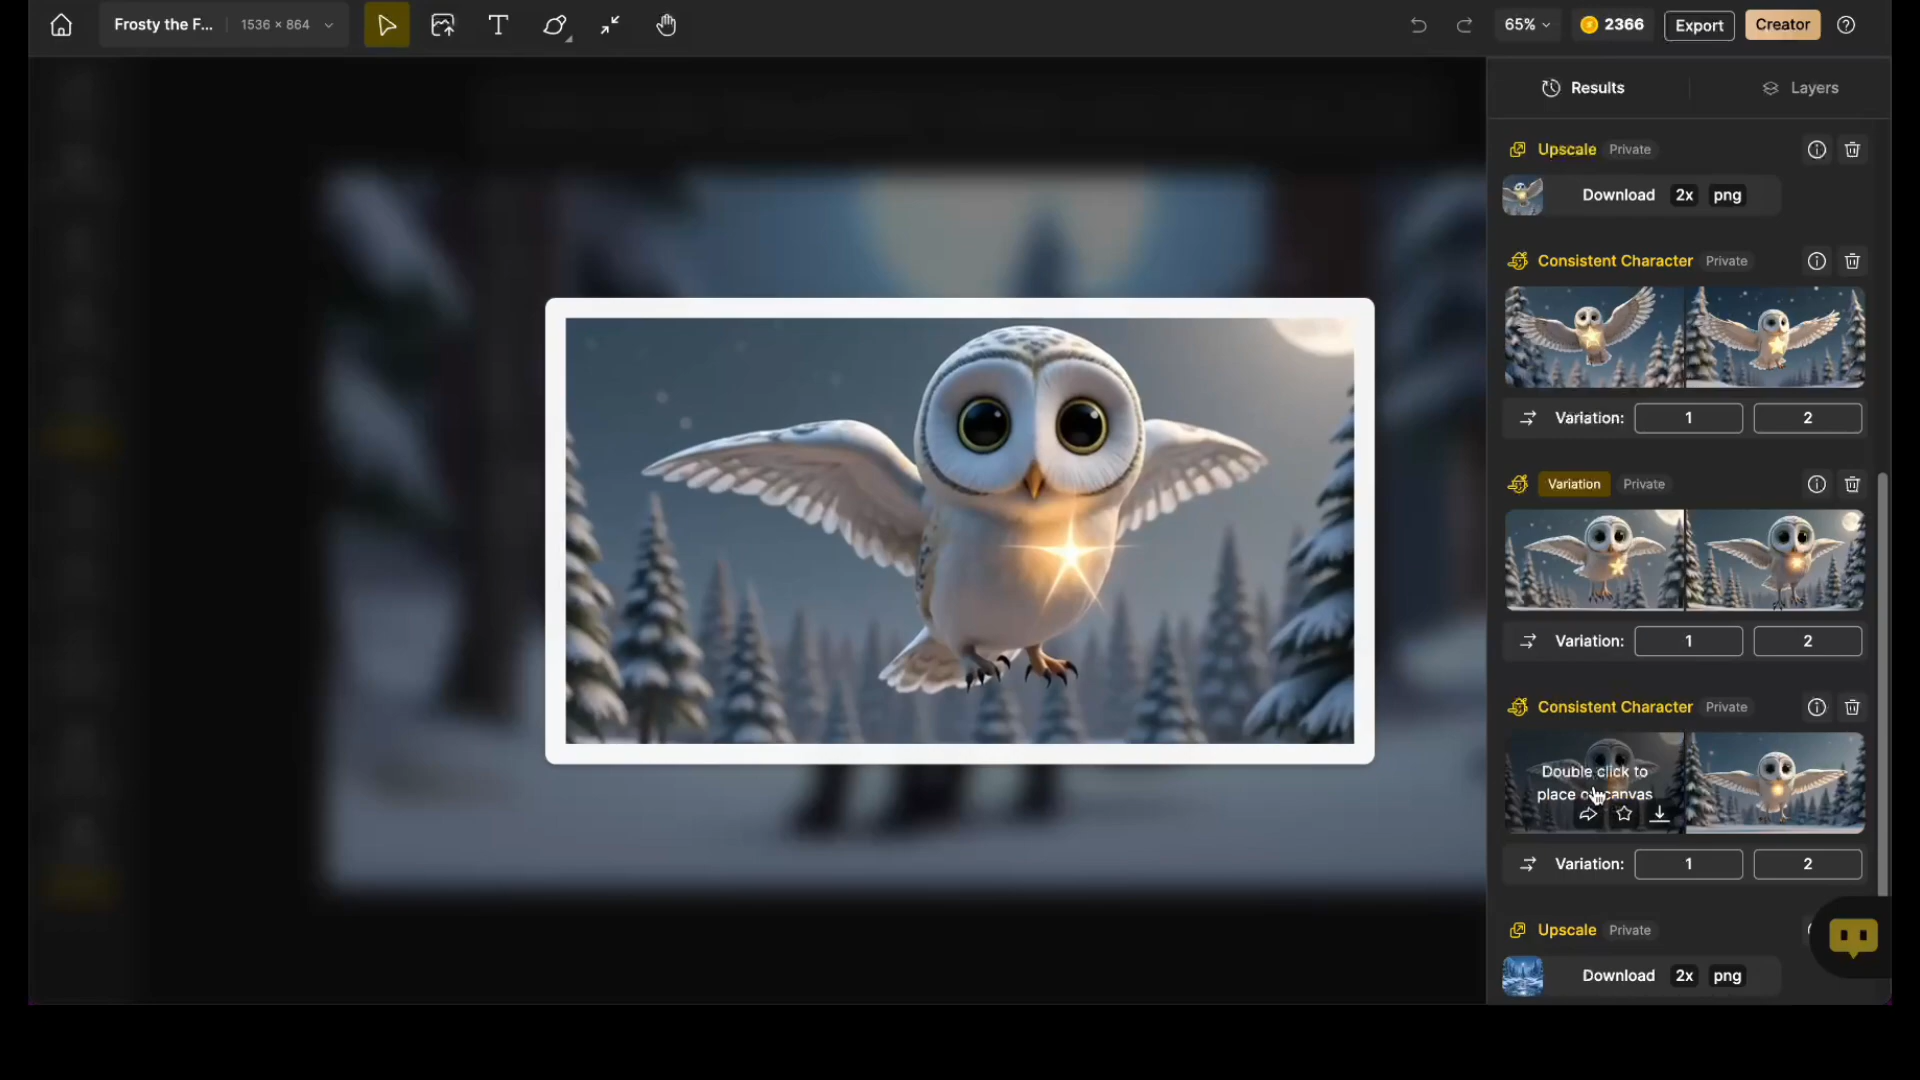 Frosty the F... 1536 × 864 T 65% 2366 Export Creator
Results Layers
Upscale Private
Download 2x png
Consistent Character Private
Variation: 1 2
Variation Private
Variation: 1 2
Consistent Character Private
Double click to
place on canvas
Variation: 1 2
Upscale Private
Download 2x png